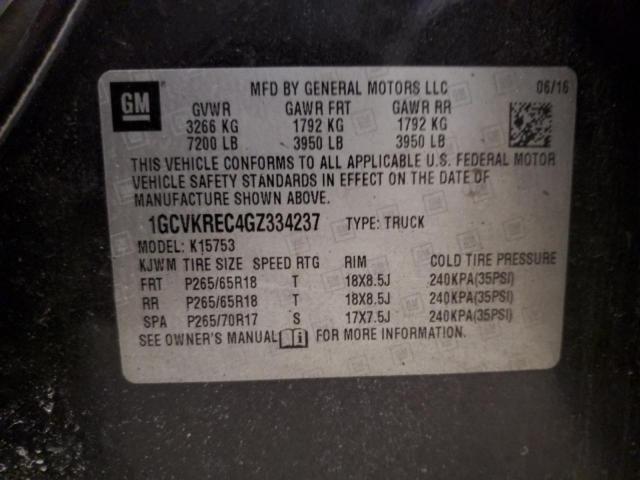 GM
MFD BY GENERAL MOTORS LLC 06/16
GVWR GAWR FRT GAWR RR
3266 KG 1792 KG 1792 KG
7200 LB 3950 LB 3950 LB
THIS VEHICLE CONFORMS TO ALL APPLICABLE U.S. FEDERAL MOTOR
VEHICLE SAFETY STANDARDS IN EFFECT ON THE DATE OF
MANUFACTURE SHOWN ABOVE.
1GCVKREC4GZ334237 TYPE: TRUCK
MODEL: K15753
KJWM TIRE SIZE SPEED RTG RIM COLD TIRE PRESSURE
FRT P265/65R18 T 18X8.5J 240KPA(35PSI)
RR P265/65R18 T 18X8.5J 240KPA(35PSI)
SPA P265/70R17 S 17X7.5J 240KPA(35PSI)
SEE OWNER'S MANUAL i FOR MORE INFORMATION.